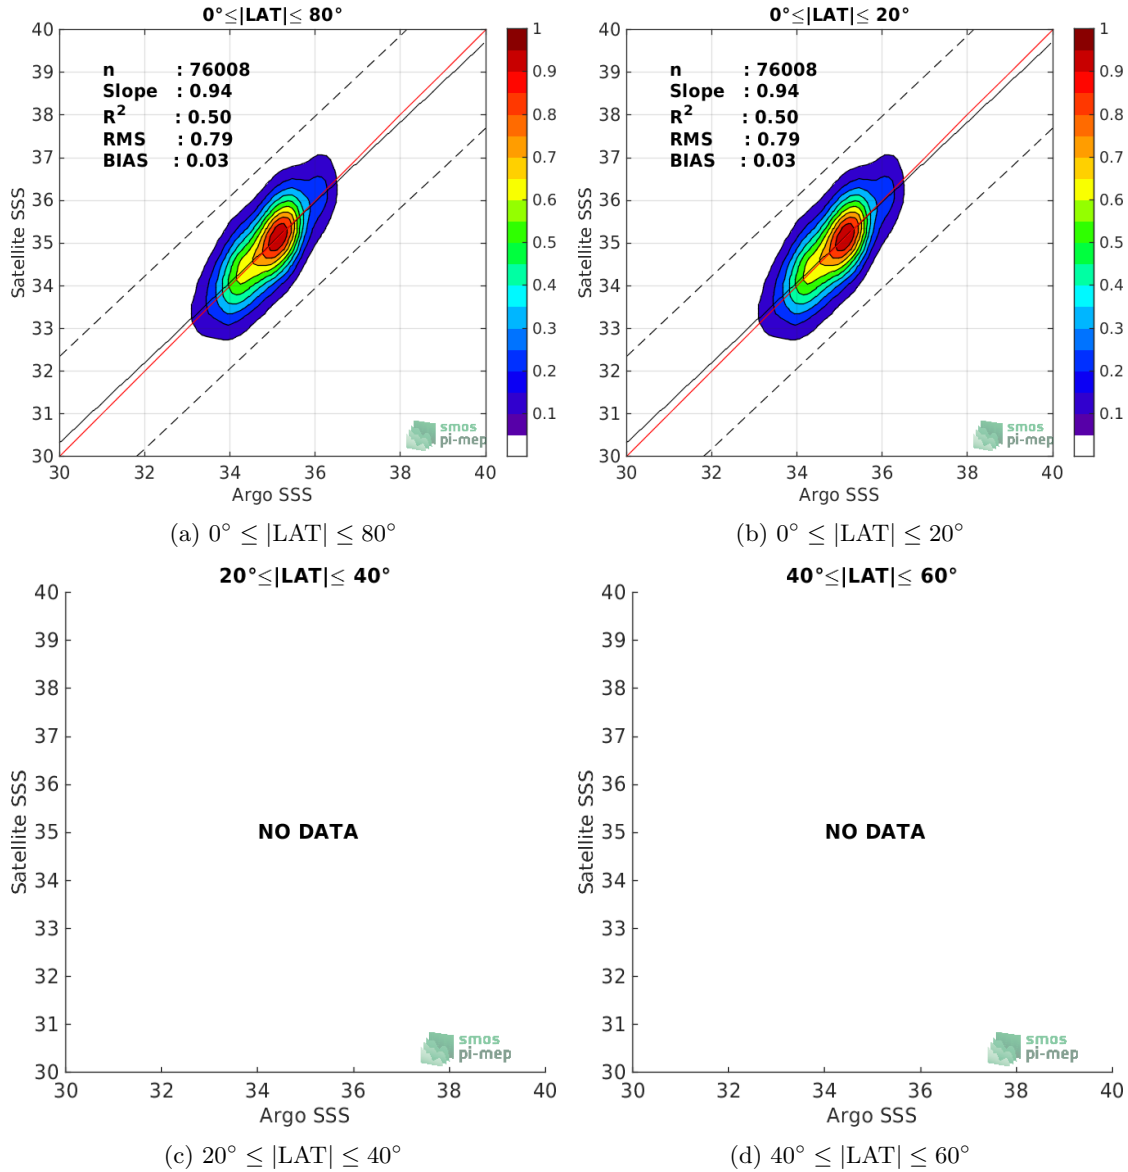 0°≤|LAT|≤ 80°
40
39
38
37
36
35
34
33
32
31
30
Satellite SSS
n : 76008
Slope : 0.94
R² : 0.50
RMS : 0.79
BIAS : 0.03
smos
pi-mep
30 32 34 36 38 40
Argo SSS
1
0.9
0.8
0.7
0.6
0.5
0.4
0.3
0.2
0.1
(a) 0° ≤ |LAT| ≤ 80°
0°≤|LAT|≤ 20°
40
39
38
37
36
35
34
33
32
31
30
Satellite SSS
n : 76008
Slope : 0.94
R² : 0.50
RMS : 0.79
BIAS : 0.03
smos
pi-mep
30 32 34 36 38 40
Argo SSS
1
0.9
0.8
0.7
0.6
0.5
0.4
0.3
0.2
0.1
(b) 0° ≤ |LAT| ≤ 20°
20°≤|LAT|≤ 40°
40
39
38
37
36
35
34
33
32
31
30
Satellite SSS
NO DATA
smos
pi-mep
30 32 34 36 38 40
Argo SSS
(c) 20° ≤ |LAT| ≤ 40°
40°≤|LAT|≤ 60°
40
39
38
37
36
35
34
33
32
31
30
Satellite SSS
NO DATA
smos
pi-mep
30 32 34 36 38 40
Argo SSS
(d) 40° ≤ |LAT| ≤ 60°